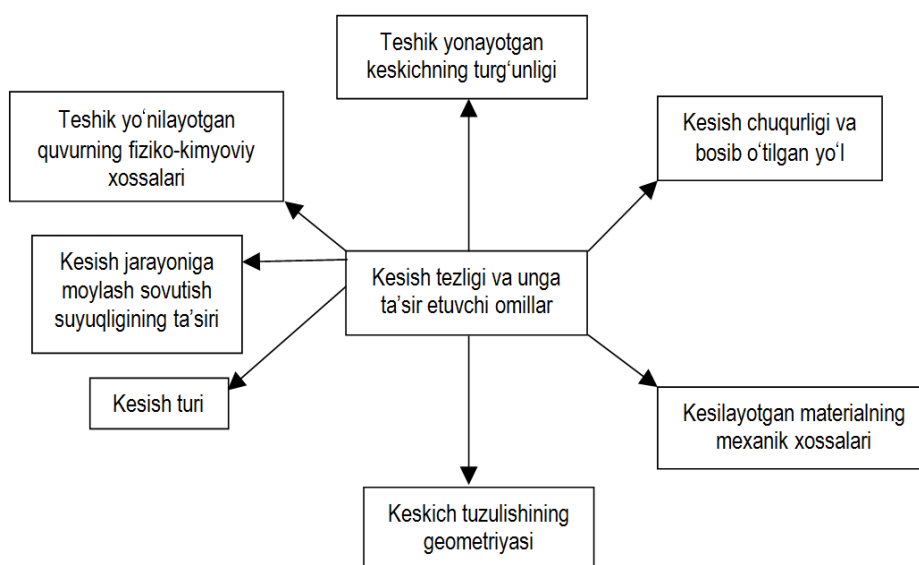 Teshik yonayotgan
keskichning turg‘unligi
Teshik yo‘nilayotgan
quvurning fiziko-kimyoviy
xossalari
Kesish chuqurligi va
bosib o‘tilgan yo‘l
Kesish jarayoniga
moylash sovutish
suyuqligining ta’siri
Kesish tezligi va unga
ta’sir etuvchi omillar
Kesish turi
Kesilayotgan materialning
mexanik xossalari
Keskich tuzulishining
geometriyasi